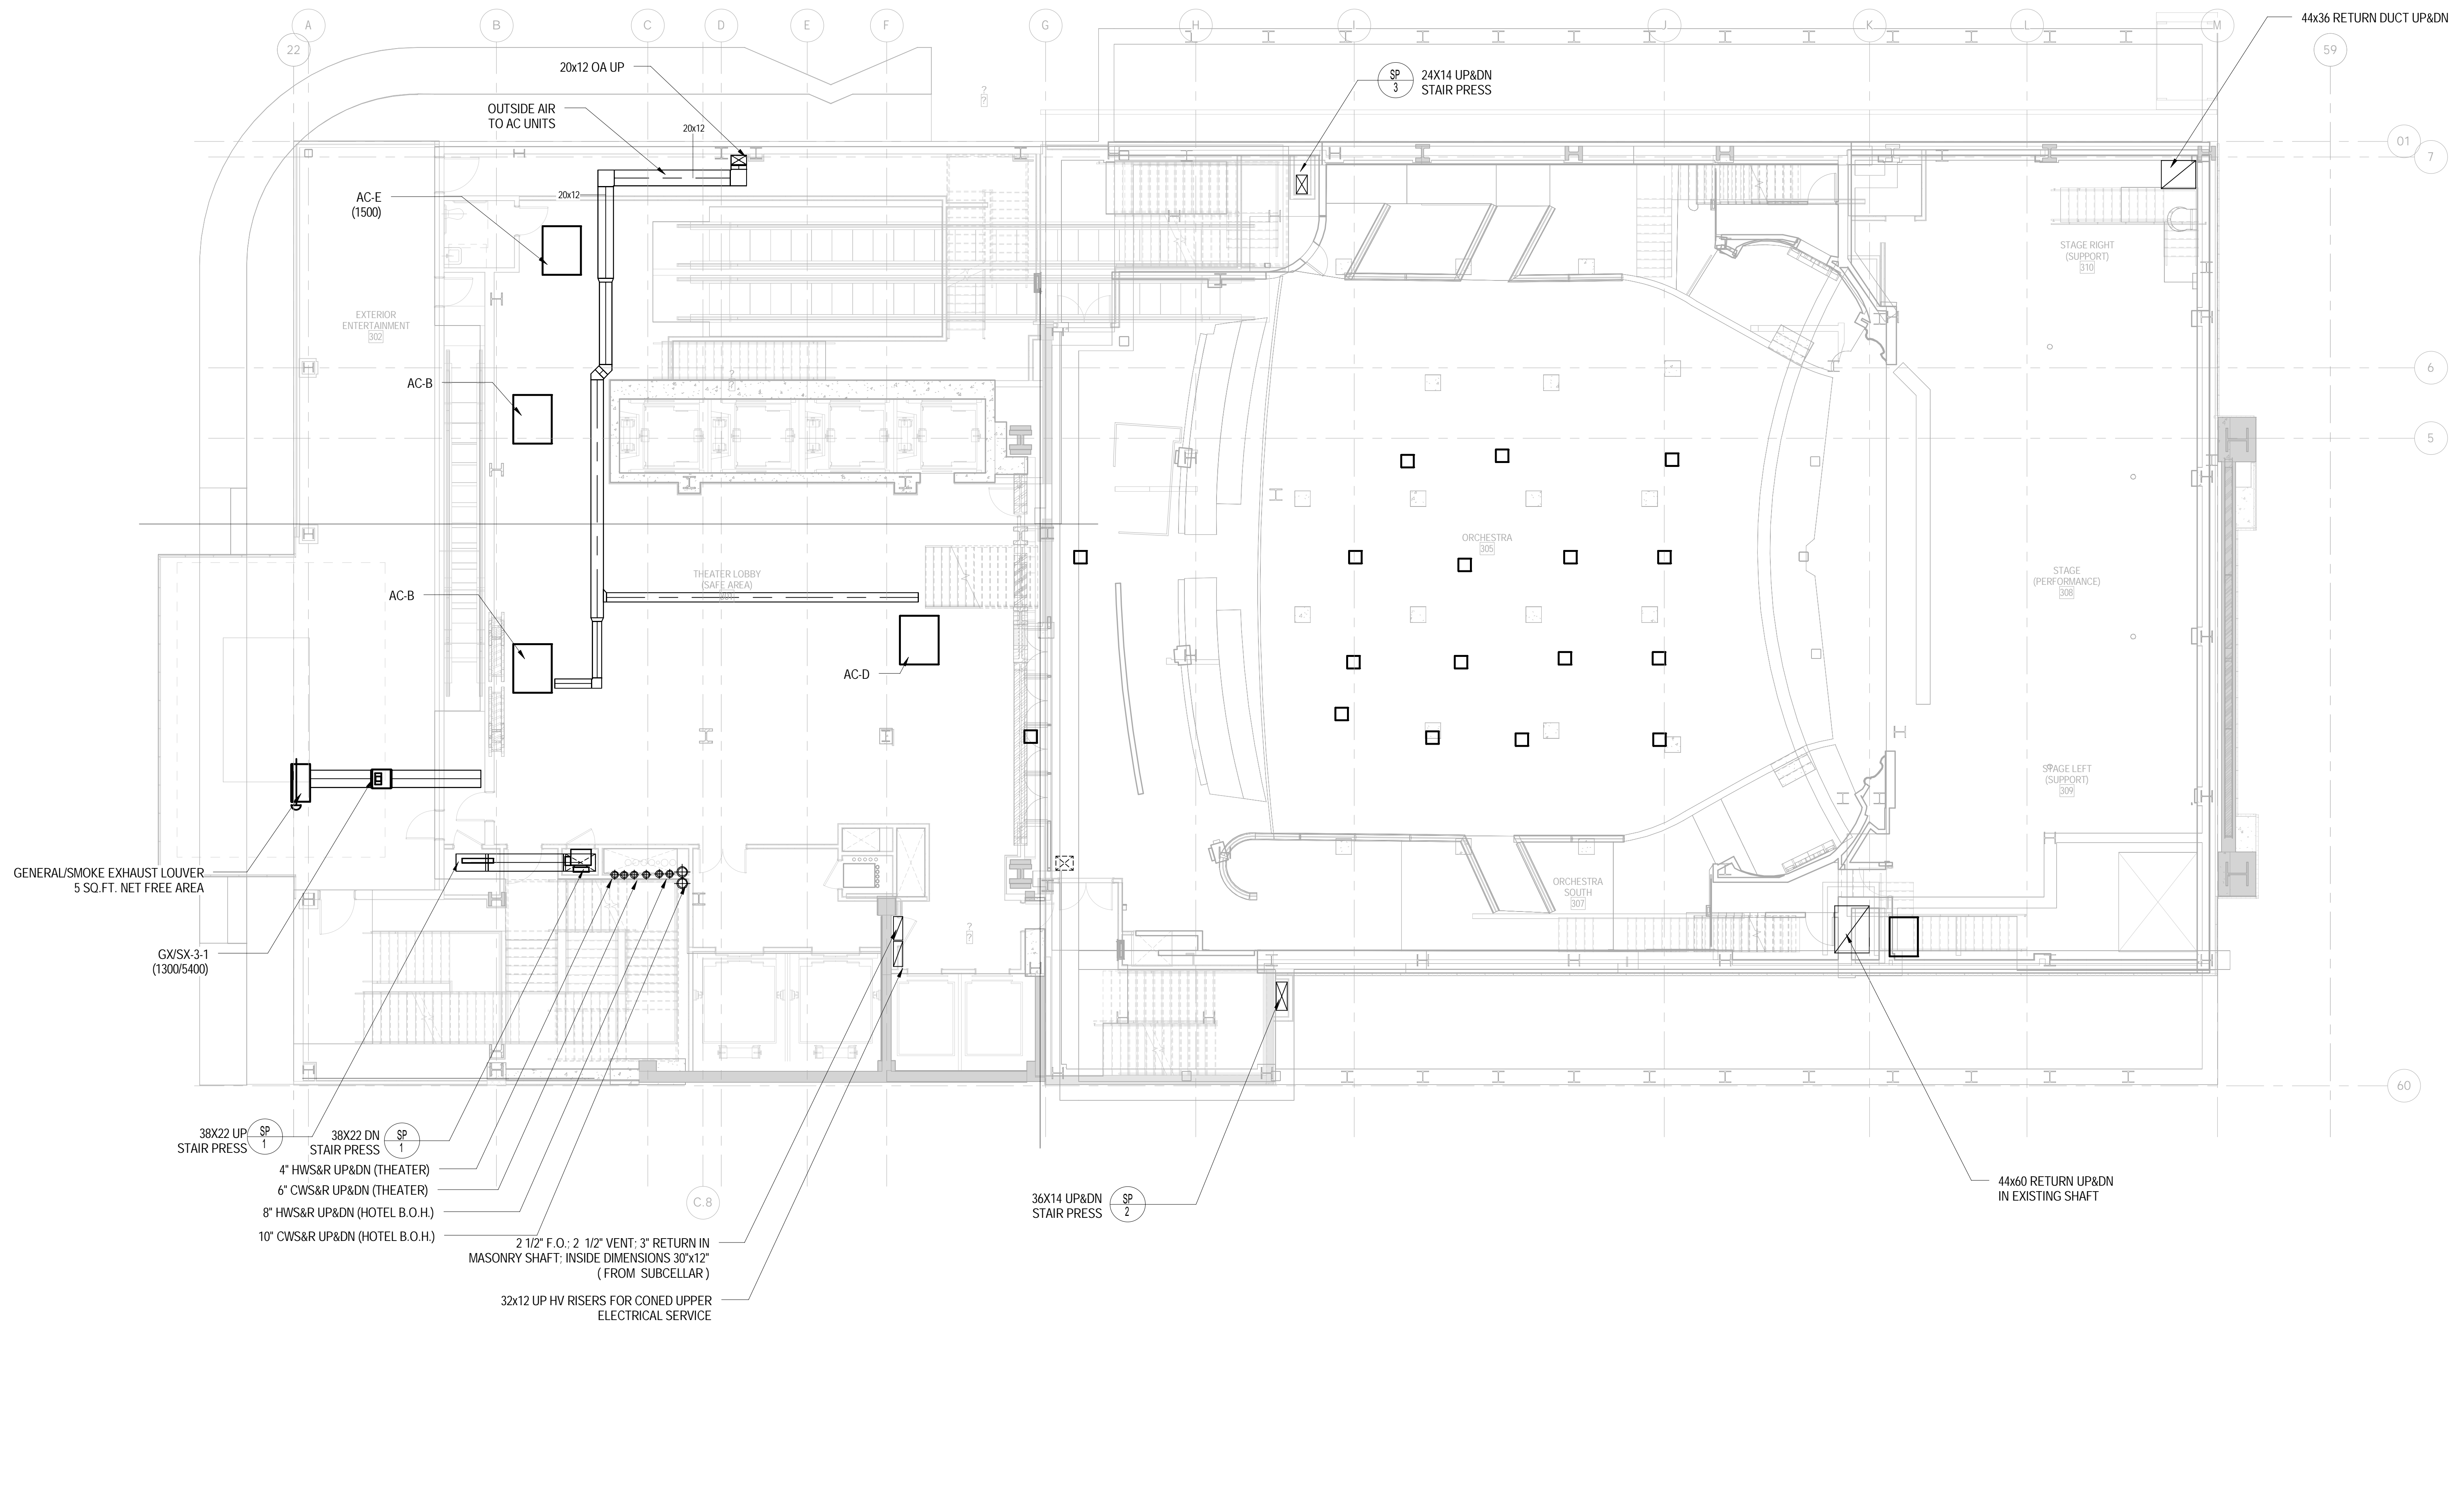 A
B
C
D
E
F
G
H
I
J
K
L
M
44x36 RETURN DUCT UP&DN
22
59
20x12 OA UP
SP
3
24X14 UP&DN
STAIR PRESS
?
?
OUTSIDE AIR
TO AC UNITS
20x12
01
7
AC-E
(1500)
20x12
STAGE RIGHT
(SUPPORT)
310
EXTERIOR
ENTERTAINMENT
302
6
AC-B
?
?
5
ORCHESTRA
305
THEATER LOBBY
(SAFE AREA)
STAGE
(PERFORMANCE)
308
AC-B
AC-D
STAGE LEFT
(SUPPORT)
309
GENERAL/SMOKE EXHAUST LOUVER
5 SQ.FT. NET FREE AREA
ORCHESTRA
SOUTH
307
?
?
GX/SX-3-1
(1300/5400)
60
38X22 UP
STAIR PRESS
SP
1
38X22 DN
STAIR PRESS
SP
1
4" HWS&R UP&DN (THEATER)
6" CWS&R UP&DN (THEATER)
8" HWS&R UP&DN (HOTEL B.O.H.)
10" CWS&R UP&DN (HOTEL B.O.H.)
C.8
36X14 UP&DN
STAIR PRESS
SP
2
44x60 RETURN UP&DN
IN EXISTING SHAFT
2 1/2" F.O.; 2 1/2" VENT; 3" RETURN IN
MASONRY SHAFT; INSIDE DIMENSIONS 30"x12"
( FROM SUBCELLAR )
32x12 UP HV RISERS FOR CONED UPPER
ELECTRICAL SERVICE